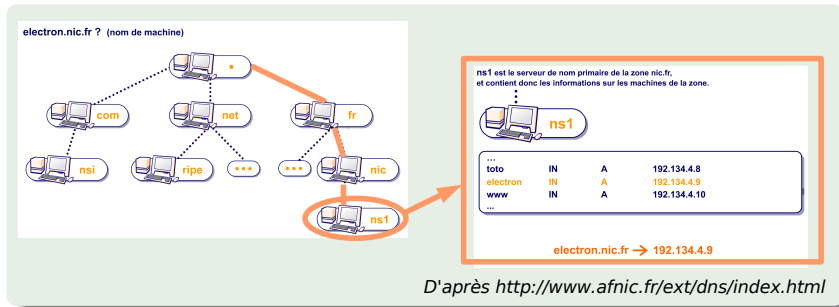 electron.nic.fr ? (nom de machine)
•
com
net
fr
nsi
ripe
•••
•••
nic
ns1
ns1 est le serveur de nom primaire de la zone nic.fr,
et contient donc les informations sur les machines de la zone.
ns1
...
toto IN A 192.134.4.8
electron IN A 192.134.4.9
www IN A 192.134.4.10
...
electron.nic.fr → 192.134.4.9
D'après http://www.afnic.fr/ext/dns/index.html